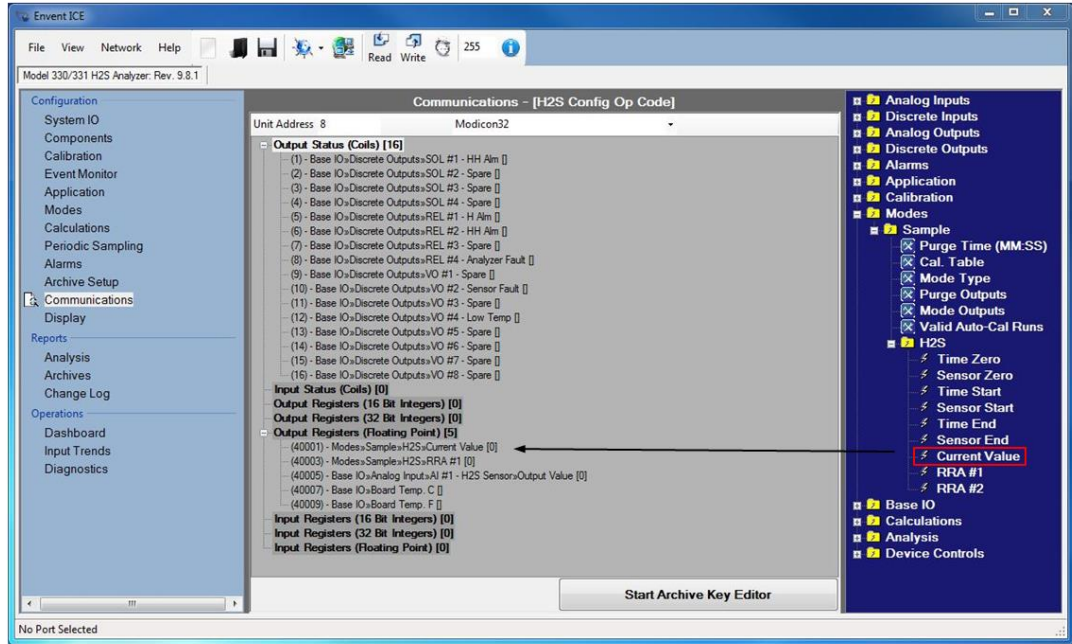 Envent ICE
File View Network Help Read Write 255
Model 330/331 H2S Analyzer: Rev. 9.8.1
Configuration
System IO
Components
Calibration
Event Monitor
Application
Modes
Calculations
Periodic Sampling
Alarms
Archive Setup
Communications
Display
Reports
Analysis
Archives
Change Log
Operations
Dashboard
Input Trends
Diagnostics
Communications - [H2S Config Op Code]
Unit Address 8 Modicon32
Output Status (Coils) [16]
(1) - Base IO»Discrete Outputs»SOL #1 - HH Alm []
(2) - Base IO»Discrete Outputs»SOL #2 - Spare []
(3) - Base IO»Discrete Outputs»SOL #3 - Spare []
(4) - Base IO»Discrete Outputs»SOL #4 - Spare []
(5) - Base IO»Discrete Outputs»REL #1 - H Alm []
(6) - Base IO»Discrete Outputs»REL #2 - HH Alm []
(7) - Base IO»Discrete Outputs»REL #3 - Spare []
(8) - Base IO»Discrete Outputs»REL #4 - Analyzer Fault []
(9) - Base IO»Discrete Outputs»VO #1 - Spare []
(10) - Base IO»Discrete Outputs»VO #2 - Sensor Fault []
(11) - Base IO»Discrete Outputs»VO #3 - Spare []
(12) - Base IO»Discrete Outputs»VO #4 - Low Temp []
(13) - Base IO»Discrete Outputs»VO #5 - Spare []
(14) - Base IO»Discrete Outputs»VO #6 - Spare []
(15) - Base IO»Discrete Outputs»VO #7 - Spare []
(16) - Base IO»Discrete Outputs»VO #8 - Spare []
Input Status (Coils) [0]
Output Registers (16 Bit Integers) [0]
Output Registers (32 Bit Integers) [0]
Output Registers (Floating Point) [5]
(40001) - Modes»Sample»H2S»Current Value [0]
(40003) - Modes»Sample»H2S»RRA #1 [0]
(40005) - Base IO»Analog Input»AI #1 - H2S Sensor»Output Value [0]
(40007) - Base IO»Board Temp. C []
(40009) - Base IO»Board Temp. F []
Input Registers (16 Bit Integers) [0]
Input Registers (32 Bit Integers) [0]
Input Registers (Floating Point) [0]
Start Archive Key Editor
Analog Inputs
Discrete Inputs
Analog Outputs
Discrete Outputs
Alarms
Application
Calibration
Modes
Sample
Purge Time (MM:SS)
Cal. Table
Mode Type
Purge Outputs
Mode Outputs
Valid Auto-Cal Runs
H2S
Time Zero
Sensor Zero
Time Start
Sensor Start
Time End
Sensor End
Current Value
RRA #1
RRA #2
Base IO
Calculations
Analysis
Device Controls
No Port Selected